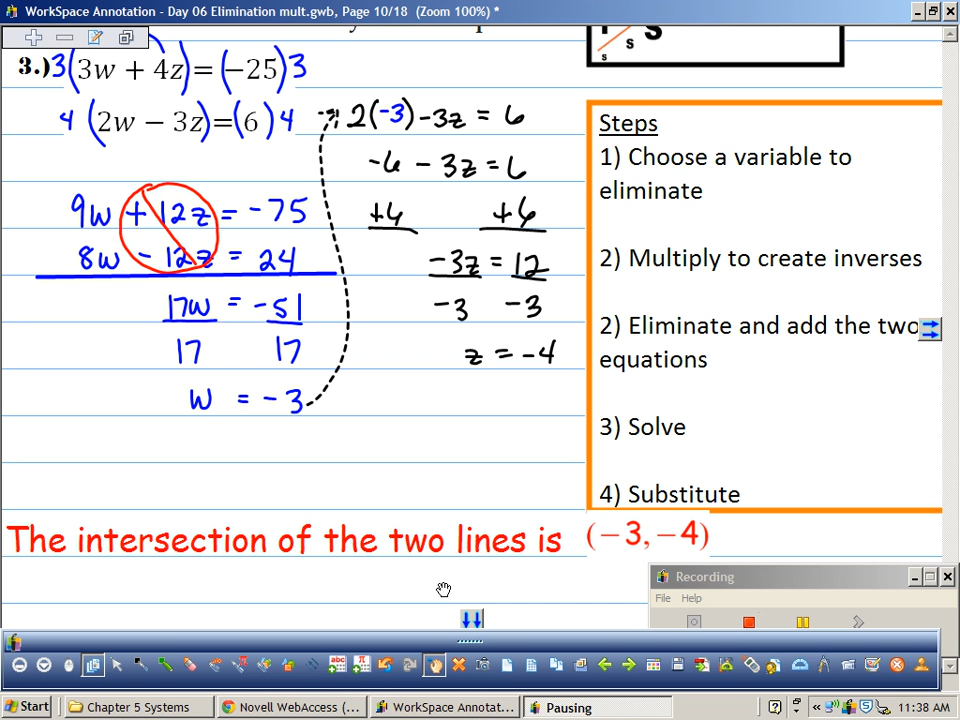 WorkSpace Annotation - Day 06 Elimination mult.gwb, Page 10/18 (Zoom 100%) *
s
s
3.) 3(3w + 4z) = (−25)3
4(2w − 3z) = (6)4
9w + 12z = -75
8w - 12z = 24
17w = -51
17 17
w = -3
2(-3) - 3z = 6
-6 - 3z = 6
+6 +6
-3z = 12
-3 -3
z = -4
Steps
1) Choose a variable to
eliminate
2) Multiply to create inverses
2) Eliminate and add the two
equations
3) Solve
4) Substitute
The intersection of the two lines is (−3, −4)
Recording
File Help
Start
Chapter 5 Systems
Novell WebAccess (...
WorkSpace Annotat...
Pausing
11:38 AM